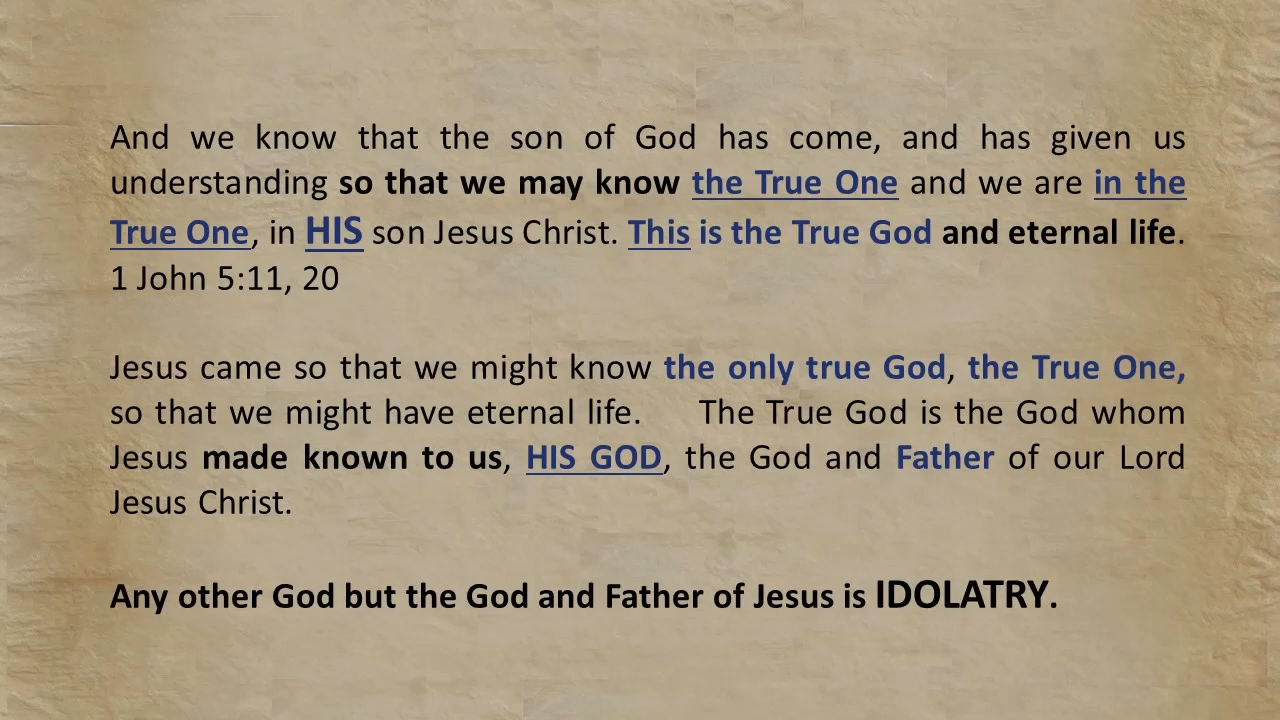 And we know that the son of God has come, and has given us
understanding so that we may know the True One and we are in the
True One, in HIS son Jesus Christ. This is the True God and eternal life.
1 John 5:11, 20
Jesus came so that we might know the only true God, the True One,
so that we might have eternal life. The True God is the God whom
Jesus made known to us, HIS GOD, the God and Father of our Lord
Jesus Christ.
Any other God but the God and Father of Jesus is IDOLATRY.